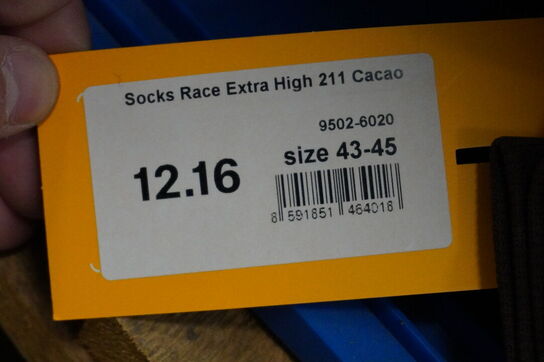 Socks Race Extra High 211 Cacao
9502-6020
size 43-45
12.16
8 591851 464018